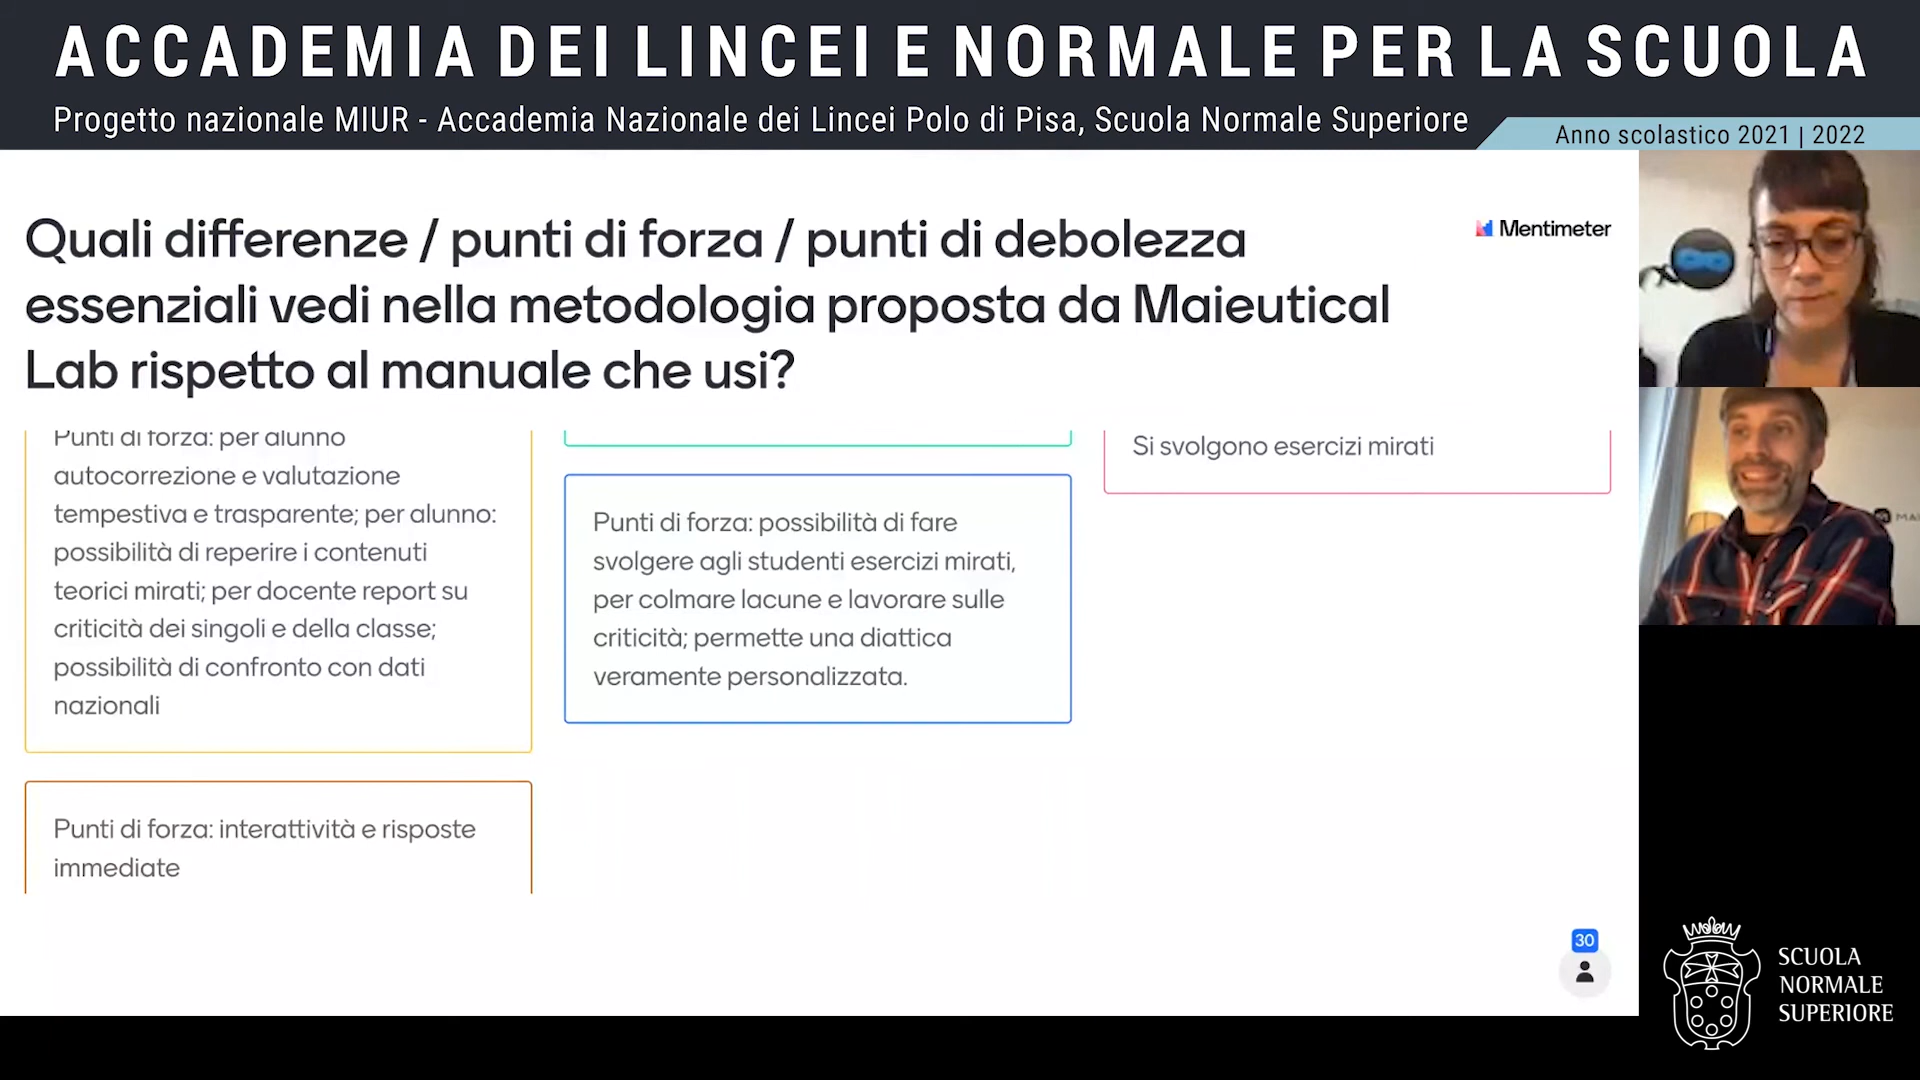 ACCADEMIA DEI LINCEI E NORMALE PER LA SCUOLA
Progetto nazionale MIUR - Accademia Nazionale dei Lincei Polo di Pisa, Scuola Normale Superiore
Anno scolastico 2021 | 2022
Quali differenze / punti di forza / punti di debolezza
essenziali vedi nella metodologia proposta da Maieutical
Lab rispetto al manuale che usi?
Mentimeter
Punti di forza: per alunno
autocorrezione e valutazione
tempestiva e trasparente; per alunno:
possibilità di reperire i contenuti
teorici mirati; per docente report su
criticità dei singoli e della classe;
possibilità di confronto con dati
nazionali
Punti di forza: interattività e risposte
immediate
Punti di forza: possibilità di fare
svolgere agli studenti esercizi mirati,
per colmare lacune e lavorare sulle
criticità; permette una diattica
veramente personalizzata.
Si svolgono esercizi mirati
30
SCUOLA
NORMALE
SUPERIORE